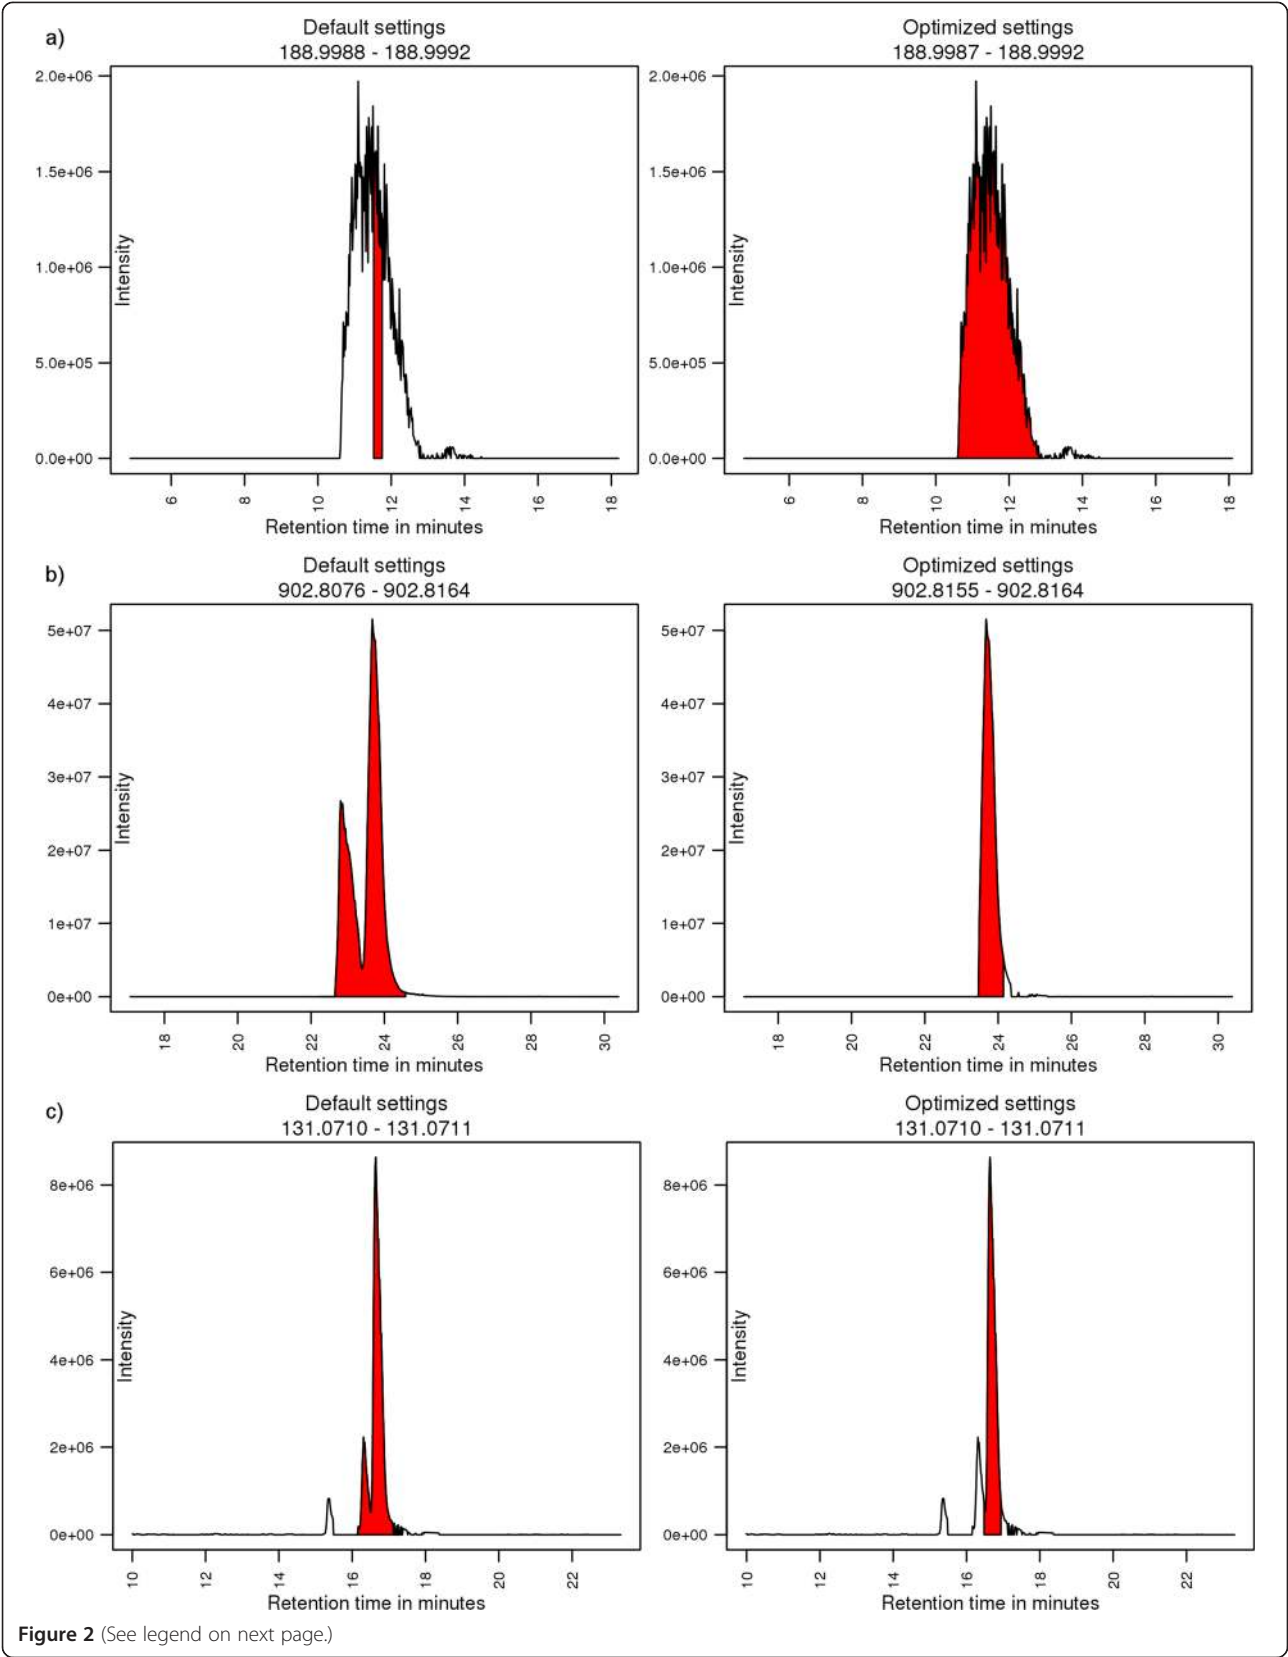 a)
Default settings
188.9988 - 188.9992
2.0e+06
1.5e+06
1.0e+06
5.0e+05
0.0e+00
Intensity
6 8 10 12 14 16 18
Retention time in minutes
Optimized settings
188.9987 - 188.9992
2.0e+06
1.5e+06
1.0e+06
5.0e+05
0.0e+00
Intensity
6 8 10 12 14 16 18
Retention time in minutes
b)
Default settings
902.8076 - 902.8164
5e+07
4e+07
3e+07
2e+07
1e+07
0e+00
Intensity
18 20 22 24 26 28 30
Retention time in minutes
Optimized settings
902.8155 - 902.8164
5e+07
4e+07
3e+07
2e+07
1e+07
0e+00
Intensity
18 20 22 24 26 28 30
Retention time in minutes
c)
Default settings
131.0710 - 131.0711
8e+06
6e+06
4e+06
2e+06
0e+00
Intensity
10 12 14 16 18 20 22
Retention time in minutes
Optimized settings
131.0710 - 131.0711
8e+06
6e+06
4e+06
2e+06
0e+00
Intensity
10 12 14 16 18 20 22
Retention time in minutes
Figure 2 (See legend on next page.)